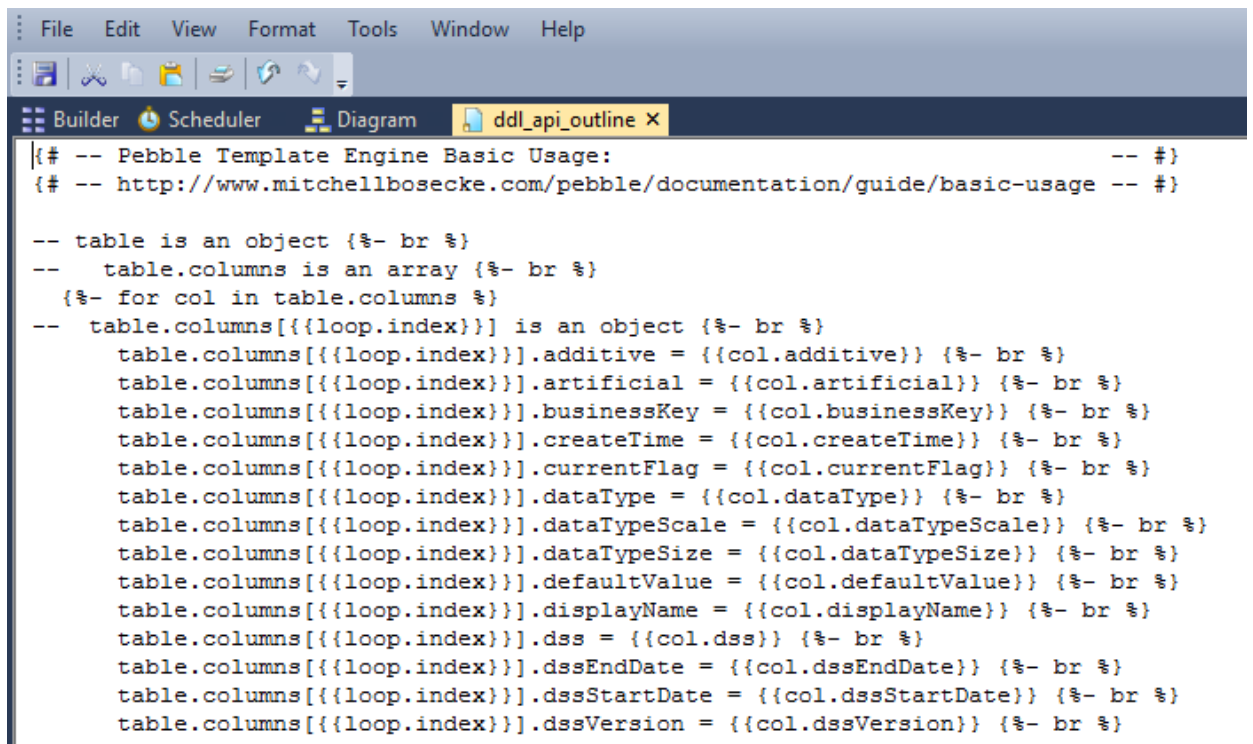 File Edit View Format Tools Window Help
Builder Scheduler Diagram ddl_api_outline ×
{# -- Pebble Template Engine Basic Usage: -- #}
{# -- http://www.mitchellbosecke.com/pebble/documentation/guide/basic-usage -- #}
-- table is an object {%- br %}
--   table.columns is an array {%- br %}
  {%- for col in table.columns %}
--  table.columns[{{loop.index}}] is an object {%- br %}
      table.columns[{{loop.index}}].additive = {{col.additive}} {%- br %}
      table.columns[{{loop.index}}].artificial = {{col.artificial}} {%- br %}
      table.columns[{{loop.index}}].businessKey = {{col.businessKey}} {%- br %}
      table.columns[{{loop.index}}].createTime = {{col.createTime}} {%- br %}
      table.columns[{{loop.index}}].currentFlag = {{col.currentFlag}} {%- br %}
      table.columns[{{loop.index}}].dataType = {{col.dataType}} {%- br %}
      table.columns[{{loop.index}}].dataTypeScale = {{col.dataTypeScale}} {%- br %}
      table.columns[{{loop.index}}].dataTypeSize = {{col.dataTypeSize}} {%- br %}
      table.columns[{{loop.index}}].defaultValue = {{col.defaultValue}} {%- br %}
      table.columns[{{loop.index}}].displayName = {{col.displayName}} {%- br %}
      table.columns[{{loop.index}}].dss = {{col.dss}} {%- br %}
      table.columns[{{loop.index}}].dssEndDate = {{col.dssEndDate}} {%- br %}
      table.columns[{{loop.index}}].dssStartDate = {{col.dssStartDate}} {%- br %}
      table.columns[{{loop.index}}].dssVersion = {{col.dssVersion}} {%- br %}